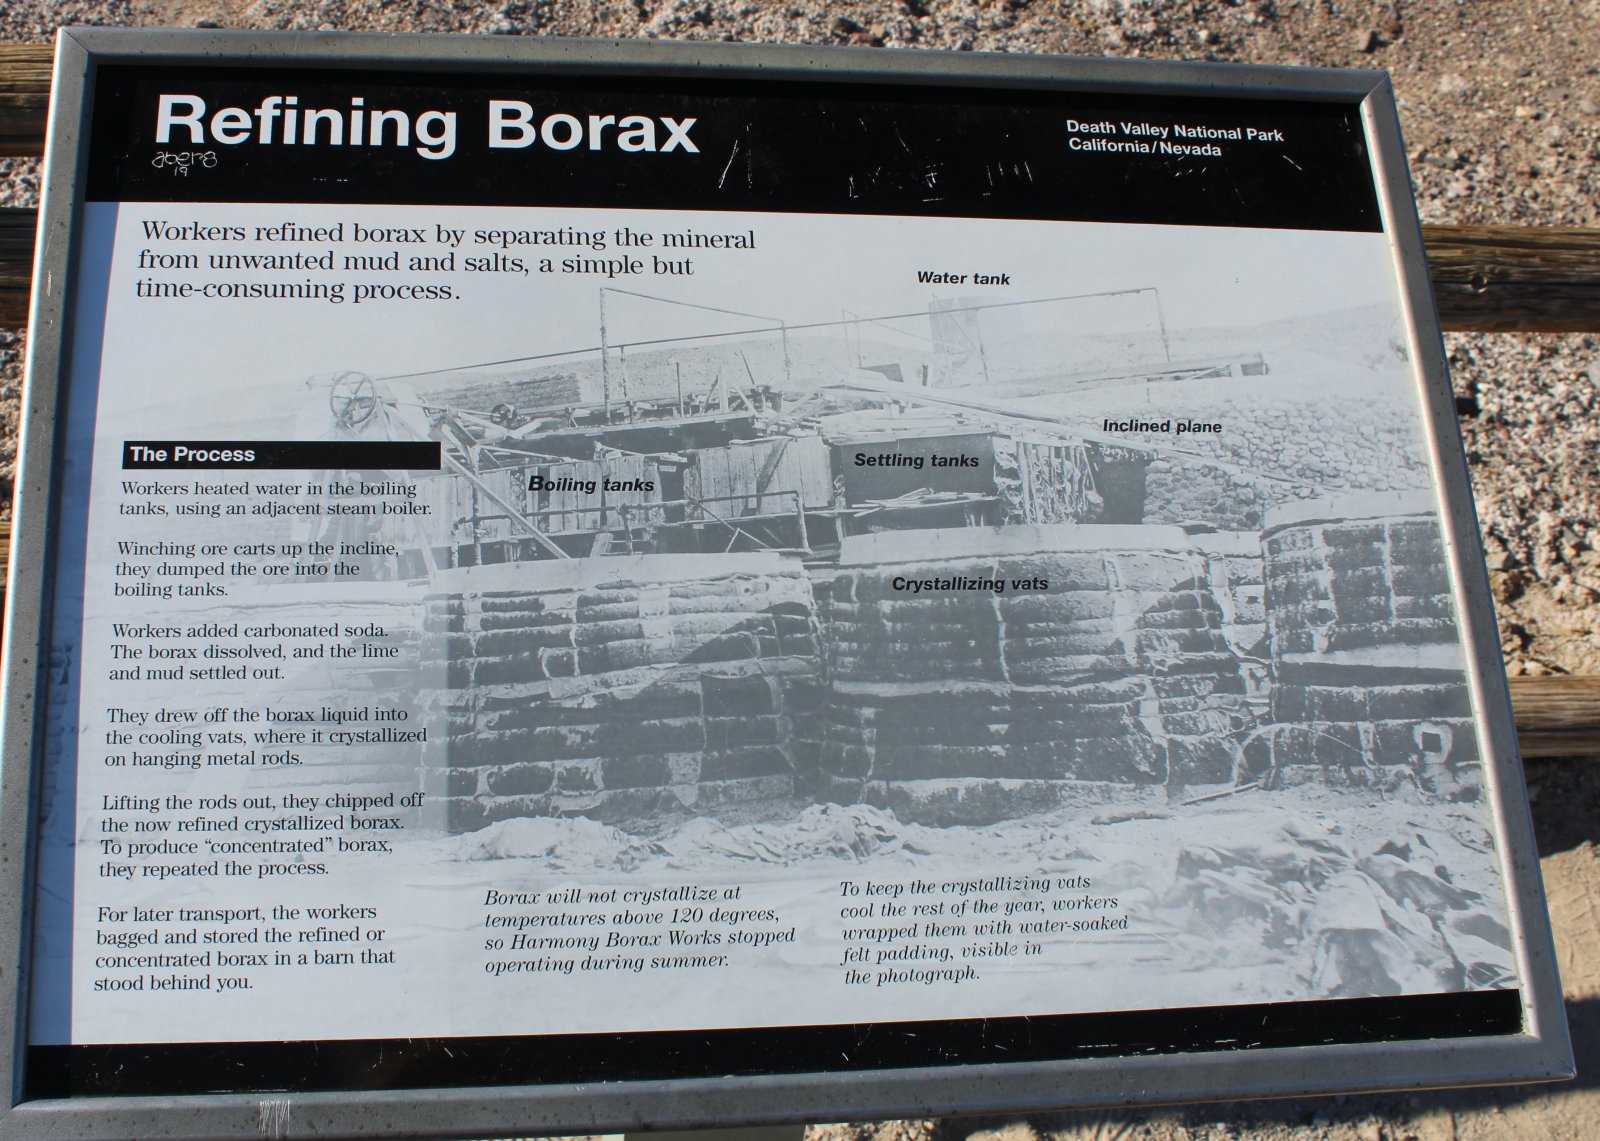 Refining Borax
Death Valley National Park
California/Nevada
aber8
19
Workers refined borax by separating the mineral
from unwanted mud and salts, a simple but
time-consuming process.
Water tank
Inclined plane
Settling tanks
Boiling tanks
Crystallizing vats
The Process
Workers heated water in the boiling
tanks, using an adjacent steam boiler.
Winching ore carts up the incline,
they dumped the ore into the
boiling tanks.
Workers added carbonated soda.
The borax dissolved, and the lime
and mud settled out.
They drew off the borax liquid into
the cooling vats, where it crystallized
on hanging metal rods.
Lifting the rods out, they chipped off
the now refined crystallized borax.
To produce “concentrated” borax,
they repeated the process.
For later transport, the workers
bagged and stored the refined or
concentrated borax in a barn that
stood behind you.
Borax will not crystallize at
temperatures above 120 degrees,
so Harmony Borax Works stopped
operating during summer.
To keep the crystallizing vats
cool the rest of the year, workers
wrapped them with water-soaked
felt padding, visible in
the photograph.